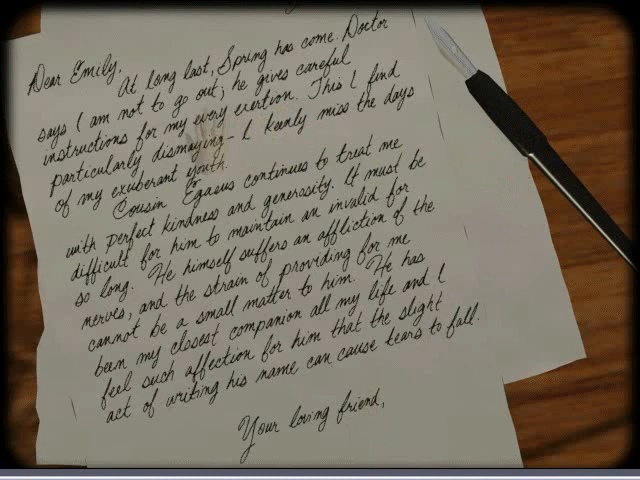 Dear Emily,
At long last, Spring has come. Doctor
says I am not to go out; he gives careful
instructions for my every exertion. This I find
particularly dismaying - I keenly miss the days
of my exuberant youth.
Cousin Egaeus continues to treat me
with perfect kindness and generosity. It must be
difficult for him to maintain an invalid for
so long. He himself suffers an affliction of the
nerves, and the strain of providing for me
cannot be a small matter to him. He has
been my closest companion all my life and I
feel such affection for him that the slight
act of writing his name can cause tears to fall.
Your loving friend,